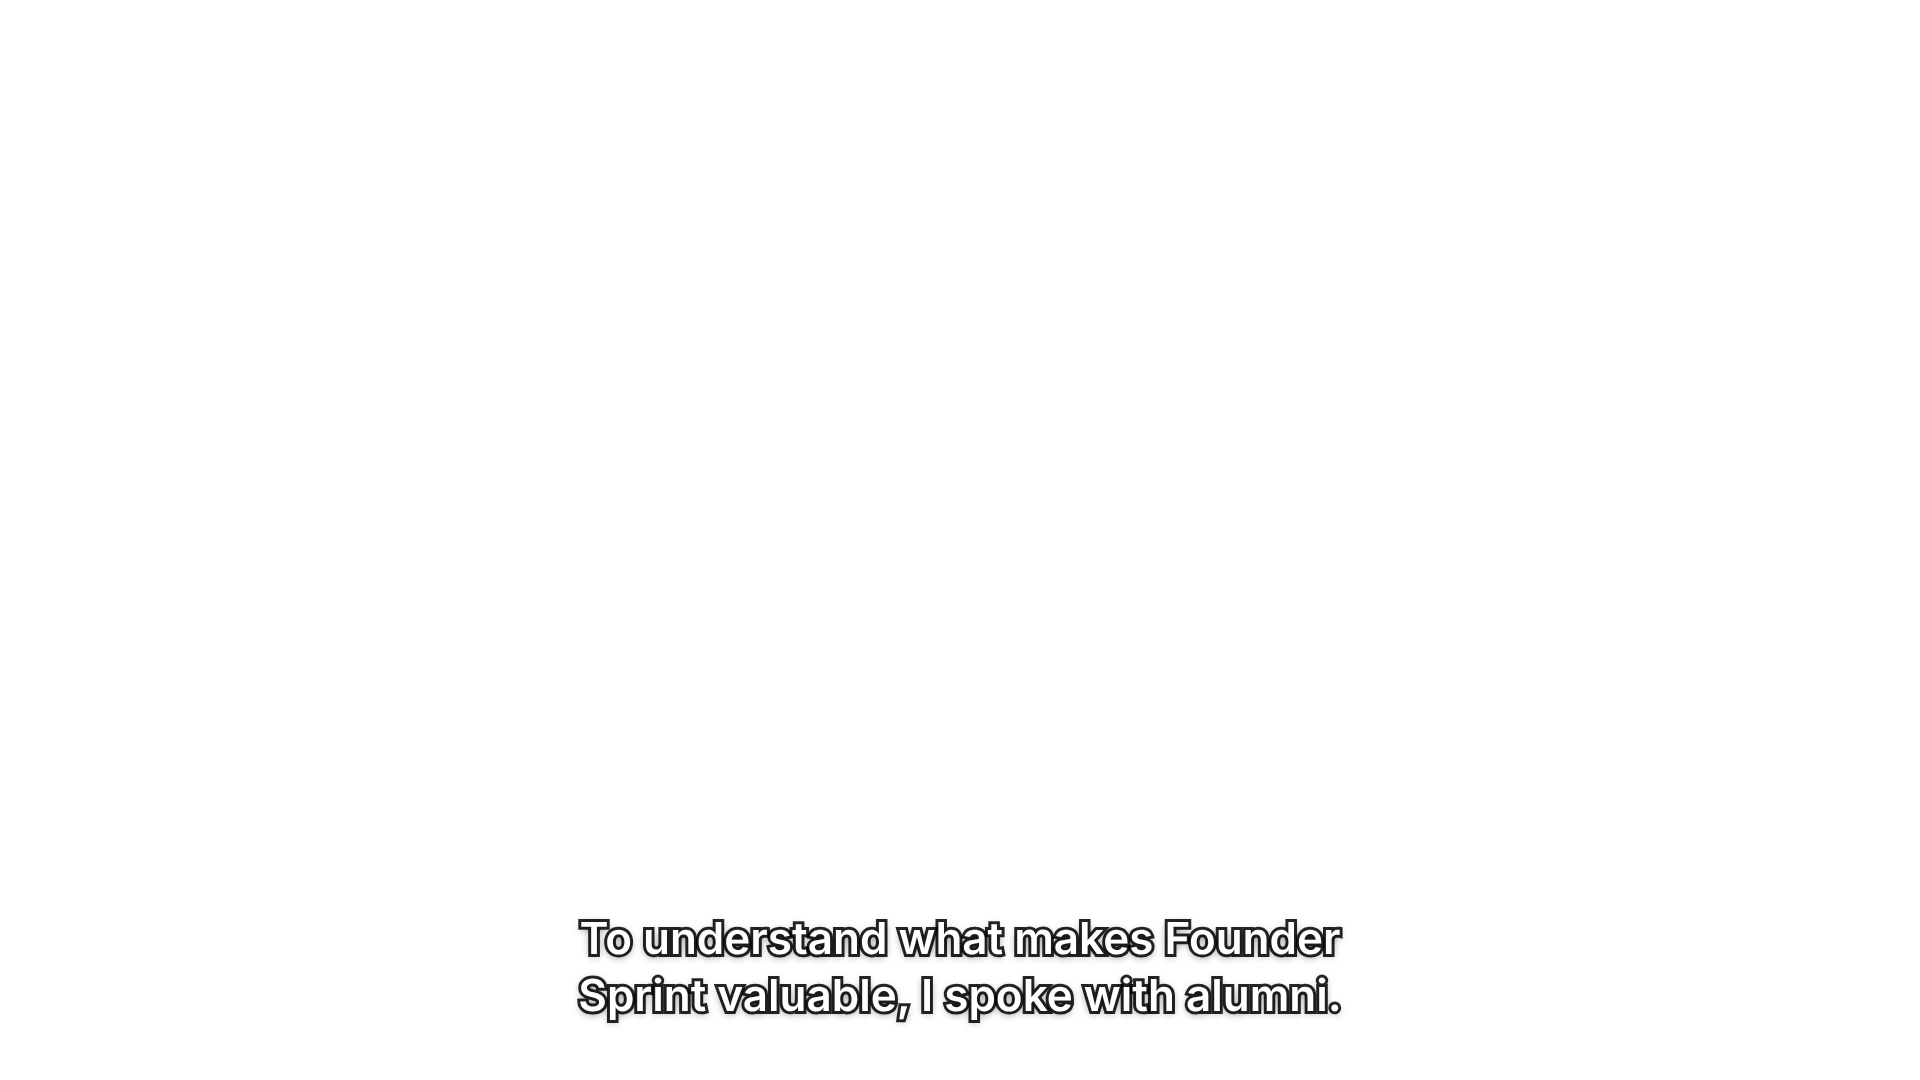 To understand what makes Founder
Sprint valuable, I spoke with alumni.